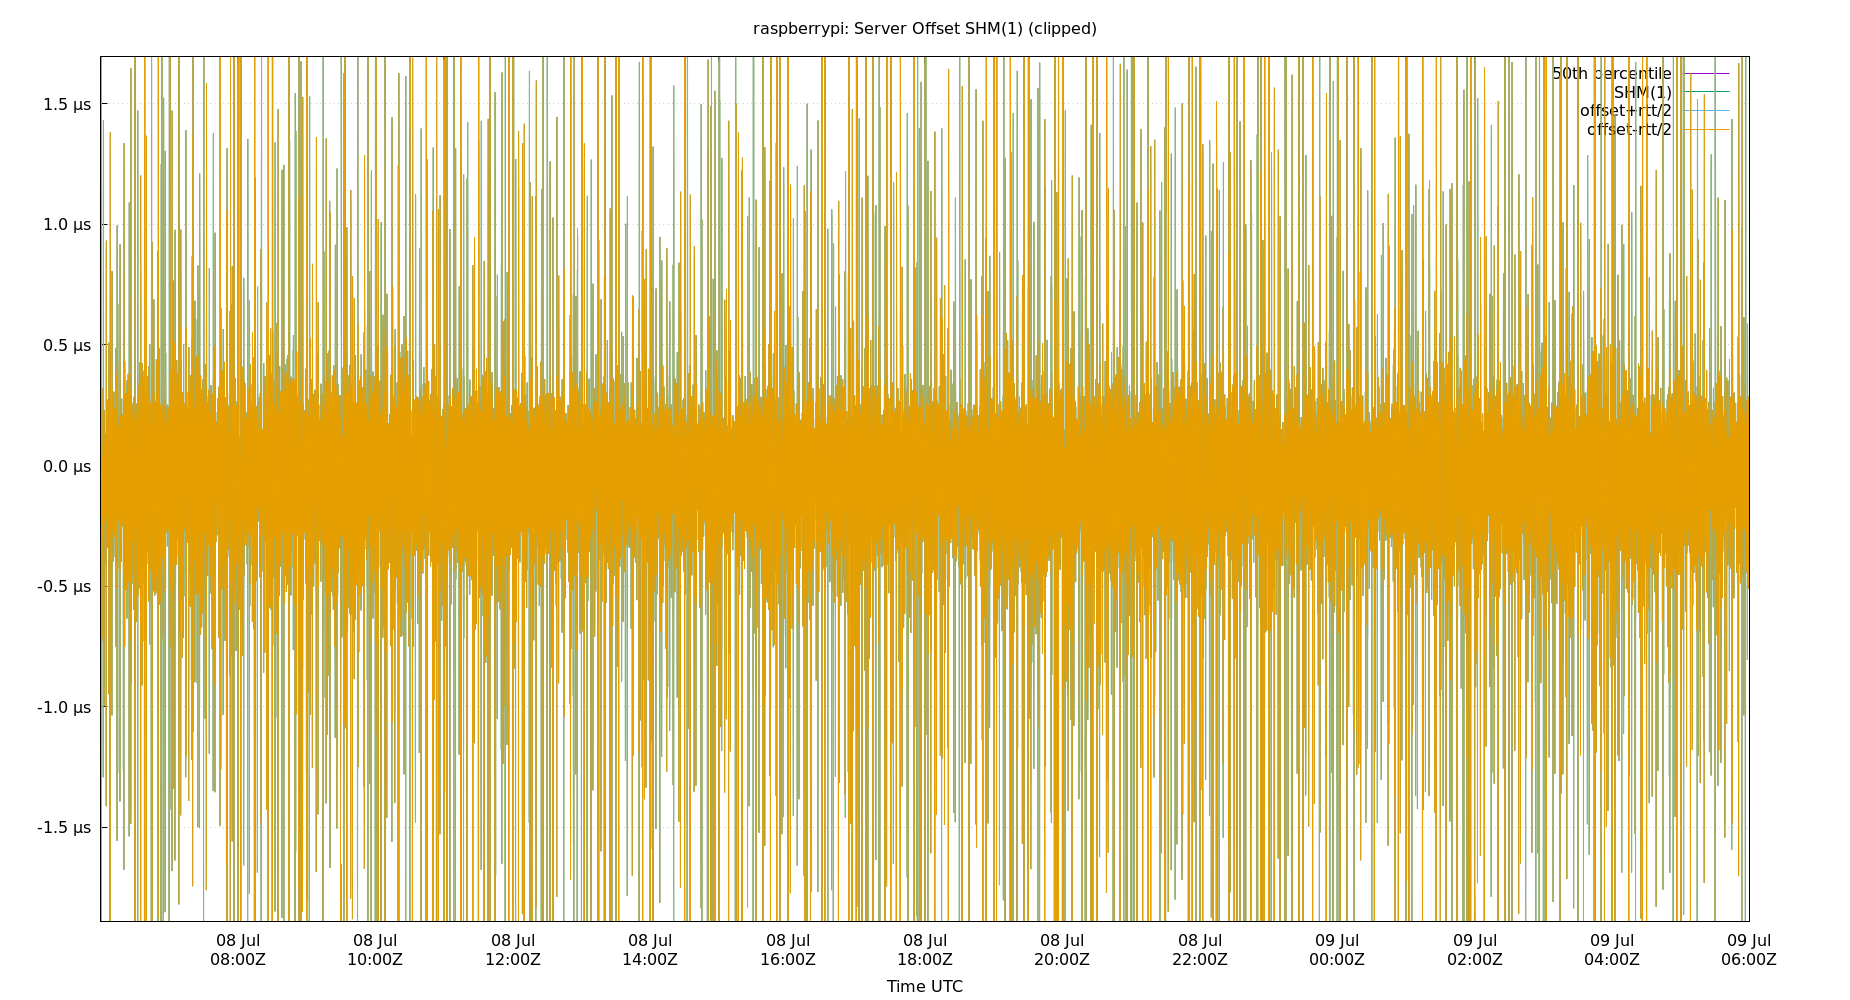 raspberrypi: Server Offset SHM(1) (clipped)
50th percentile
SHM(1)
offset+rtt/2
offset-rtt/2
1.5 µs
1.0 µs
0.5 µs
0.0 µs
-0.5 µs
-1.0 µs
-1.5 µs
08 Jul 08 Jul 08 Jul 08 Jul 08 Jul 08 Jul 08 Jul 08 Jul 09 Jul 09 Jul 09 Jul 09 Jul
08:00Z 10:00Z 12:00Z 14:00Z 16:00Z 18:00Z 20:00Z 22:00Z 00:00Z 02:00Z 04:00Z 06:00Z
Time UTC